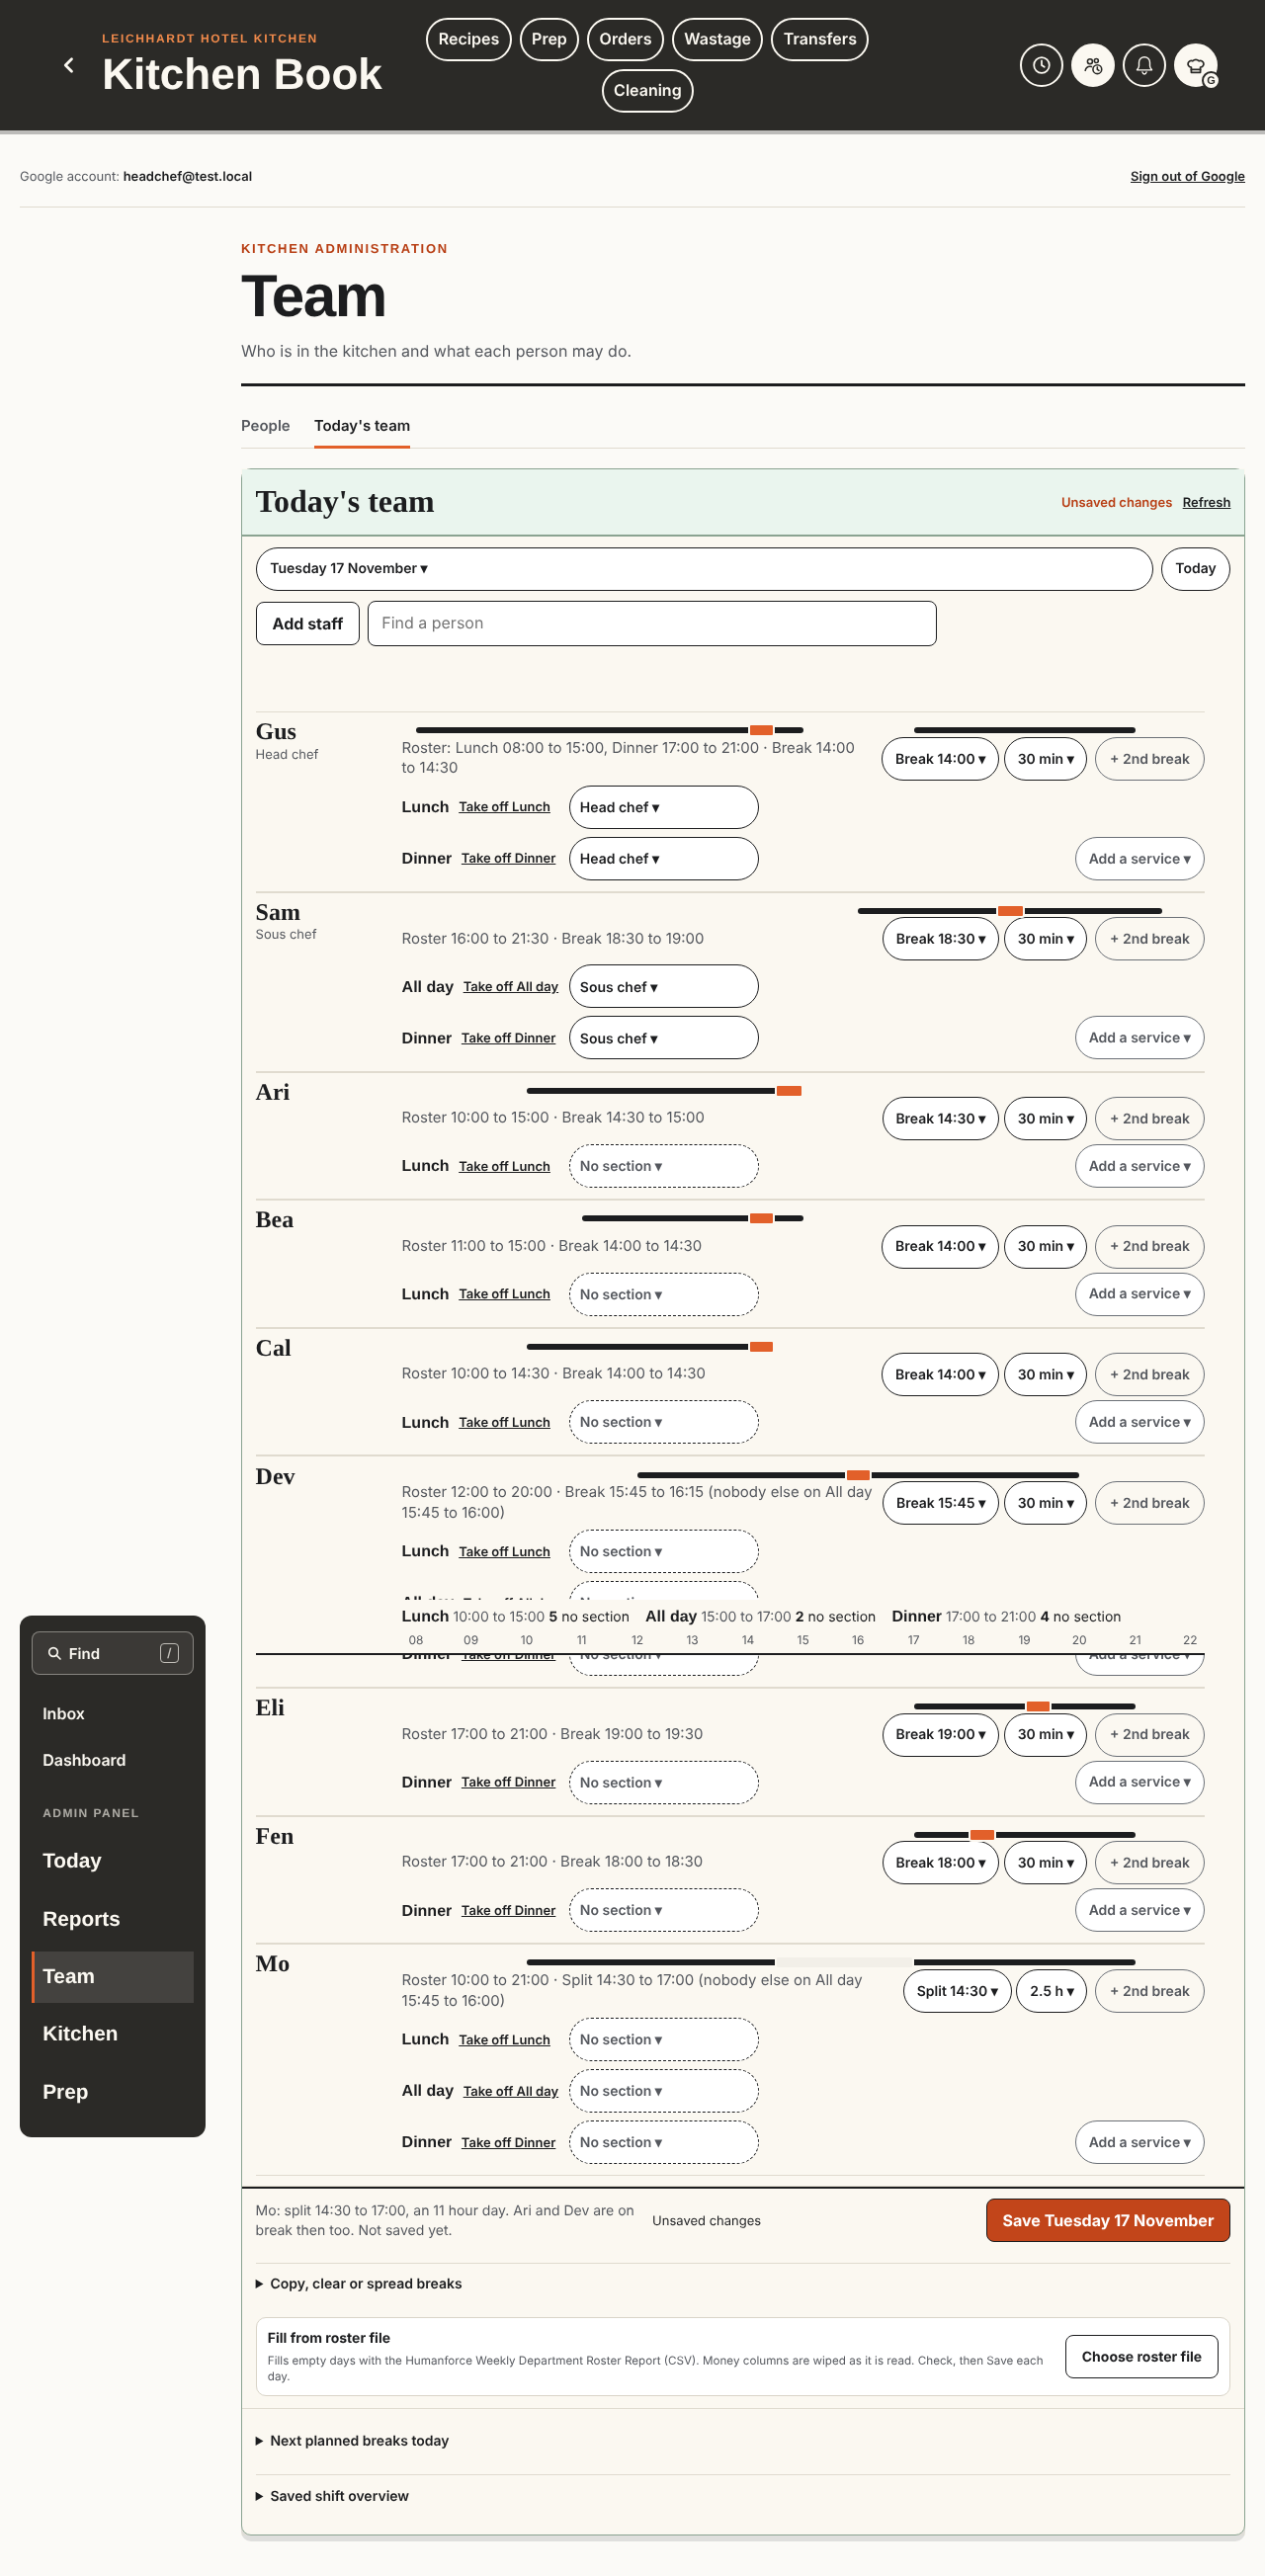 LEICHHARDT HOTEL KITCHEN
Kitchen Book
Recipes Prep Orders Wastage Transfers
Cleaning
G
Google account: headchef@test.local
Sign out of Google
KITCHEN ADMINISTRATION
Team
Who is in the kitchen and what each person may do.
People Today's team
Today's team
Unsaved changes Refresh
Tuesday 17 November ▾
Today
Add staff
Find a person
Gus
Head chef
Roster: Lunch 08:00 to 15:00, Dinner 17:00 to 21:00 · Break 14:00
to 14:30
Break 14:00 ▾ 30 min ▾ + 2nd break
Lunch Take off Lunch Head chef ▾
Dinner Take off Dinner Head chef ▾ Add a service ▾
Sam
Sous chef
Roster 16:00 to 21:30 · Break 18:30 to 19:00
Break 18:30 ▾ 30 min ▾ + 2nd break
All day Take off All day Sous chef ▾
Dinner Take off Dinner Sous chef ▾ Add a service ▾
Ari
Roster 10:00 to 15:00 · Break 14:30 to 15:00
Break 14:30 ▾ 30 min ▾ + 2nd break
Lunch Take off Lunch No section ▾ Add a service ▾
Bea
Roster 11:00 to 15:00 · Break 14:00 to 14:30
Break 14:00 ▾ 30 min ▾ + 2nd break
Lunch Take off Lunch No section ▾ Add a service ▾
Cal
Roster 10:00 to 14:30 · Break 14:00 to 14:30
Break 14:00 ▾ 30 min ▾ + 2nd break
Lunch Take off Lunch No section ▾ Add a service ▾
Dev
Roster 12:00 to 20:00 · Break 15:45 to 16:15 (nobody else on All day
15:45 to 16:00)
Break 15:45 ▾ 30 min ▾ + 2nd break
Lunch Take off Lunch No section ▾
Lunch 10:00 to 15:00 5 no section All day 15:00 to 17:00 2 no section Dinner 17:00 to 21:00 4 no section
08 09 10 11 12 13 14 15 16 17 18 19 20 21 22
Dinner Take off Dinner No section ▾ Add a service ▾
Eli
Roster 17:00 to 21:00 · Break 19:00 to 19:30
Break 19:00 ▾ 30 min ▾ + 2nd break
Dinner Take off Dinner No section ▾ Add a service ▾
Fen
Roster 17:00 to 21:00 · Break 18:00 to 18:30
Break 18:00 ▾ 30 min ▾ + 2nd break
Dinner Take off Dinner No section ▾ Add a service ▾
Mo
Roster 10:00 to 21:00 · Split 14:30 to 17:00 (nobody else on All day
15:45 to 16:00)
Split 14:30 ▾ 2.5 h ▾ + 2nd break
Lunch Take off Lunch No section ▾
All day Take off All day No section ▾
Dinner Take off Dinner No section ▾ Add a service ▾
Mo: split 14:30 to 17:00, an 11 hour day. Ari and Dev are on
break then too. Not saved yet.
Unsaved changes
Save Tuesday 17 November
▶ Copy, clear or spread breaks
Fill from roster file
Fills empty days with the Humanforce Weekly Department Roster Report (CSV). Money columns are wiped as it is read. Check, then Save each
day.
Choose roster file
▶ Next planned breaks today
▶ Saved shift overview
Find /
Inbox
Dashboard
ADMIN PANEL
Today
Reports
Team
Kitchen
Prep